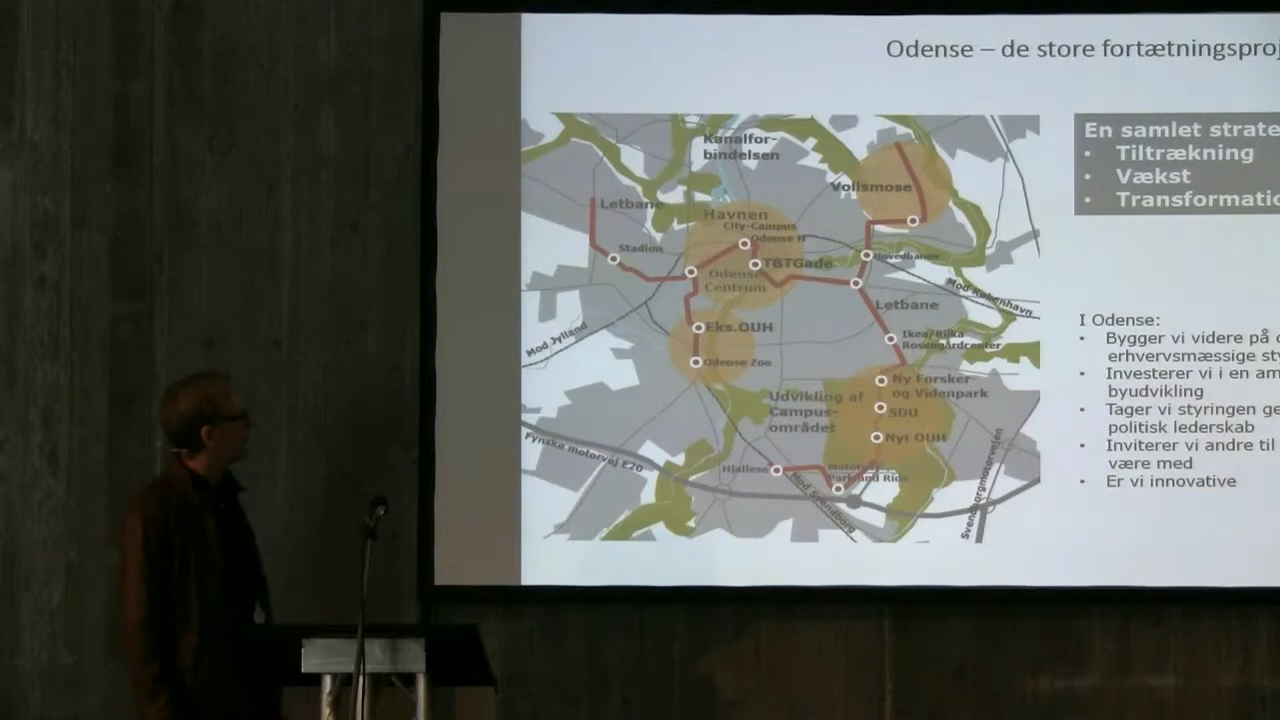 Odense – de store fortætningsproj
Kanalfor-
bindelsen
Vollsmose
Letbane
Havnen
City-Campus
Odense H
Stadion
TBTGade
Hovedbanen
Odense
Centrum
Mod København
Letbane
Eks.OUH
Mod Jylland
Ikea/Bilka
Rosengårdcenter
Odense Zoo
Ny Forsker-
og Videnpark
Udvikling af
Campus-
området
SDU
Nyt OUH
Fynske motorvej E20
Hjallese
Park and Ride
Mod Svendborg
Svendborgmotorvejen
En samlet strate
• Tiltrækning
• Vækst
• Transformatio
I Odense:
• Bygger vi videre på
erhvervsmæssige sty
• Investerer vi i en am
byudvikling
• Tager vi styringen ge
politisk lederskab
• Inviterer vi andre til
være med
• Er vi innovative